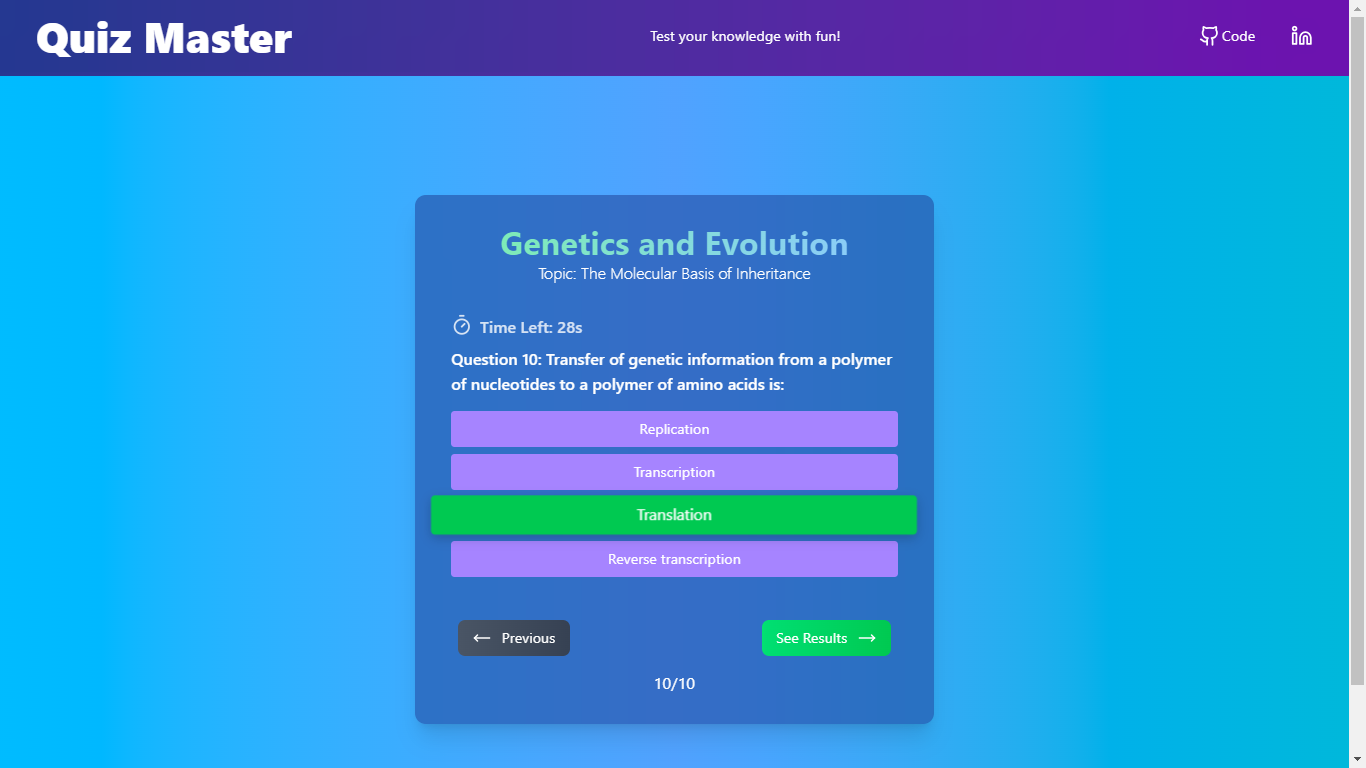 Quiz Master
Test your knowledge with fun!
Code
Genetics and Evolution
Topic: The Molecular Basis of Inheritance
Time Left: 28s
Question 10: Transfer of genetic information from a polymer
of nucleotides to a polymer of amino acids is:
Replication
Transcription
Translation
Reverse transcription
Previous
See Results
10/10